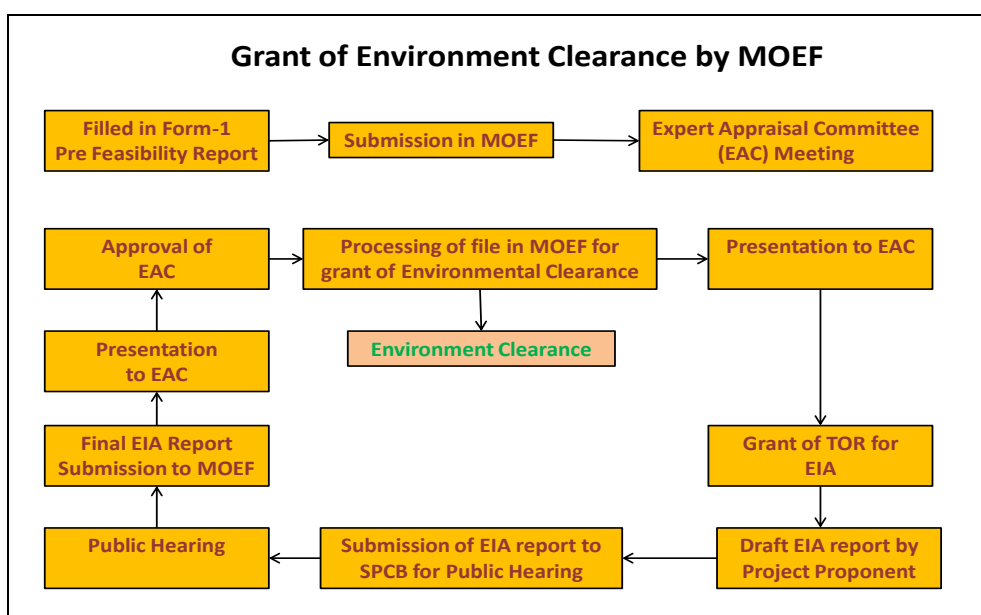 Grant of Environment Clearance by MOEF
Filled in Form-1
Pre Feasibility Report
Submission in MOEF
Expert Appraisal Committee
(EAC) Meeting
Approval of
EAC
Processing of file in MOEF for
grant of Environmental Clearance
Presentation to EAC
Presentation
to EAC
Environment Clearance
Final EIA Report
Submission to MOEF
Grant of TOR for
EIA
Public Hearing
Submission of EIA report to
SPCB for Public Hearing
Draft EIA report by
Project Proponent